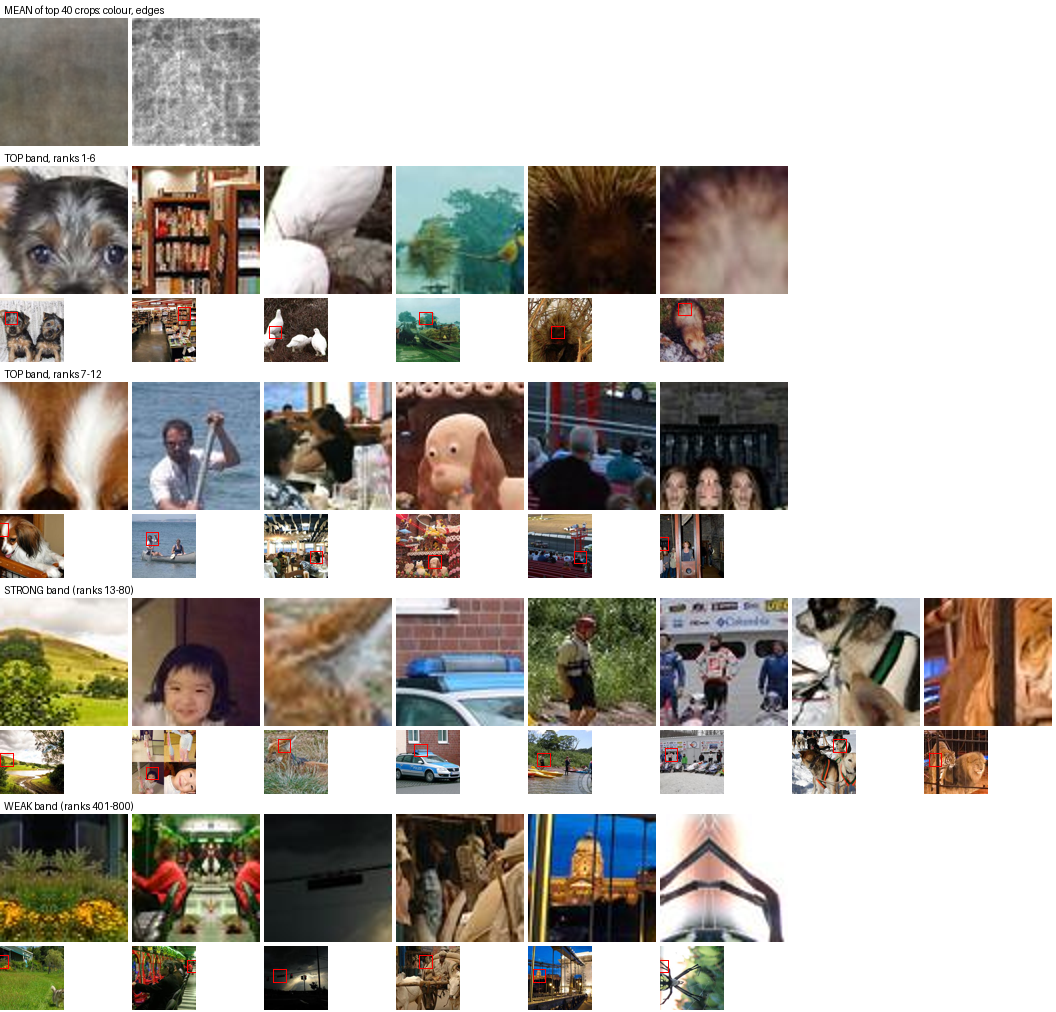 MEAN of top 40 crops: colour, edges
TOP band, ranks 1-6
TOP band, ranks 7-12
STRONG band (ranks 13-80)
Columbia
WEAK band (ranks 401-800)